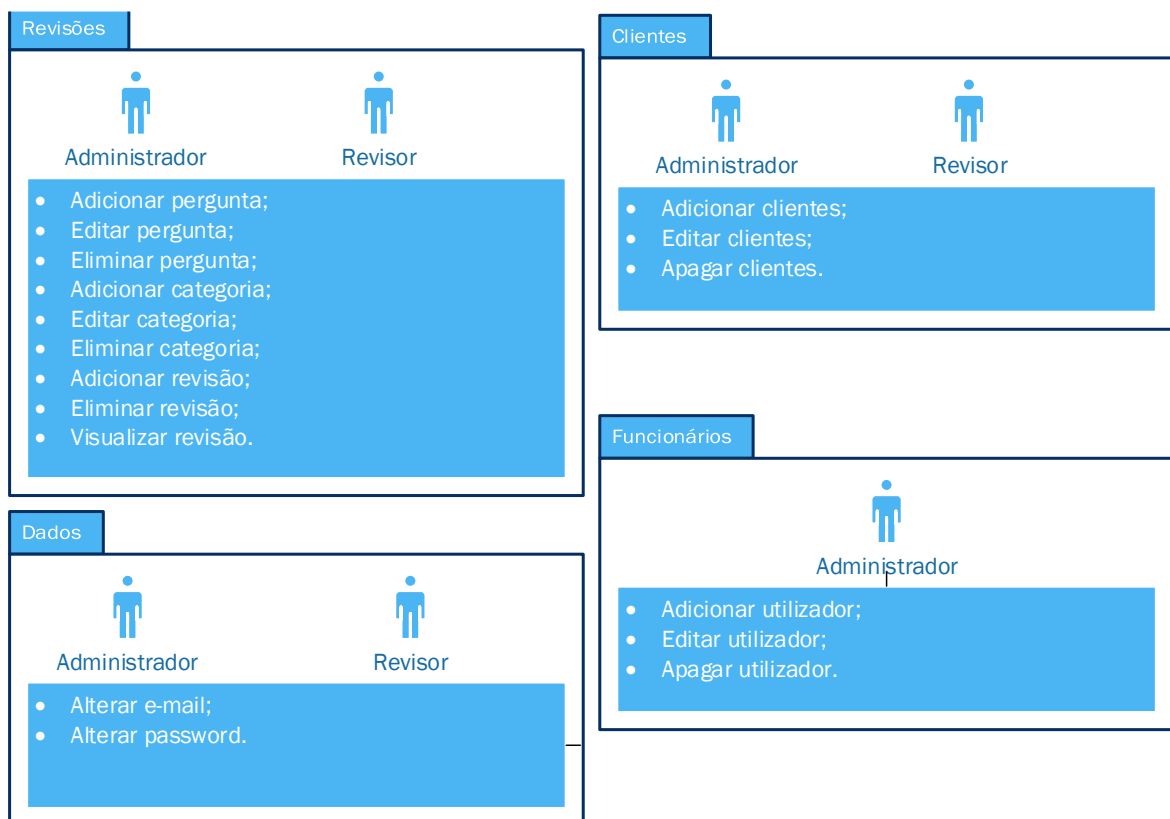 Revisões
Administrador
Revisor
• Adicionar pergunta;
• Editar pergunta;
• Eliminar pergunta;
• Adicionar categoria;
• Editar categoria;
• Eliminar categoria;
• Adicionar revisão;
• Eliminar revisão;
• Visualizar revisão.
Clientes
Administrador
Revisor
• Adicionar clientes;
• Editar clientes;
• Apagar clientes.
Dados
Administrador
Revisor
• Alterar e-mail;
• Alterar password.
Funcionários
Administrador
• Adicionar utilizador;
• Editar utilizador;
• Apagar utilizador.